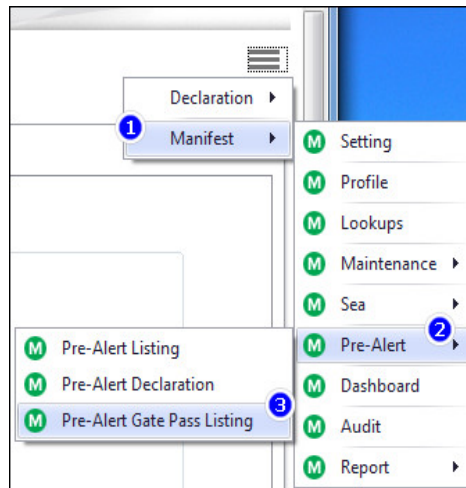 Declaration
1
Manifest
M Setting
M Profile
M Lookups
M Maintenance
M Sea
2
M Pre-Alert
M Dashboard
M Audit
M Report
M Pre-Alert Listing
M Pre-Alert Declaration
3
M Pre-Alert Gate Pass Listing